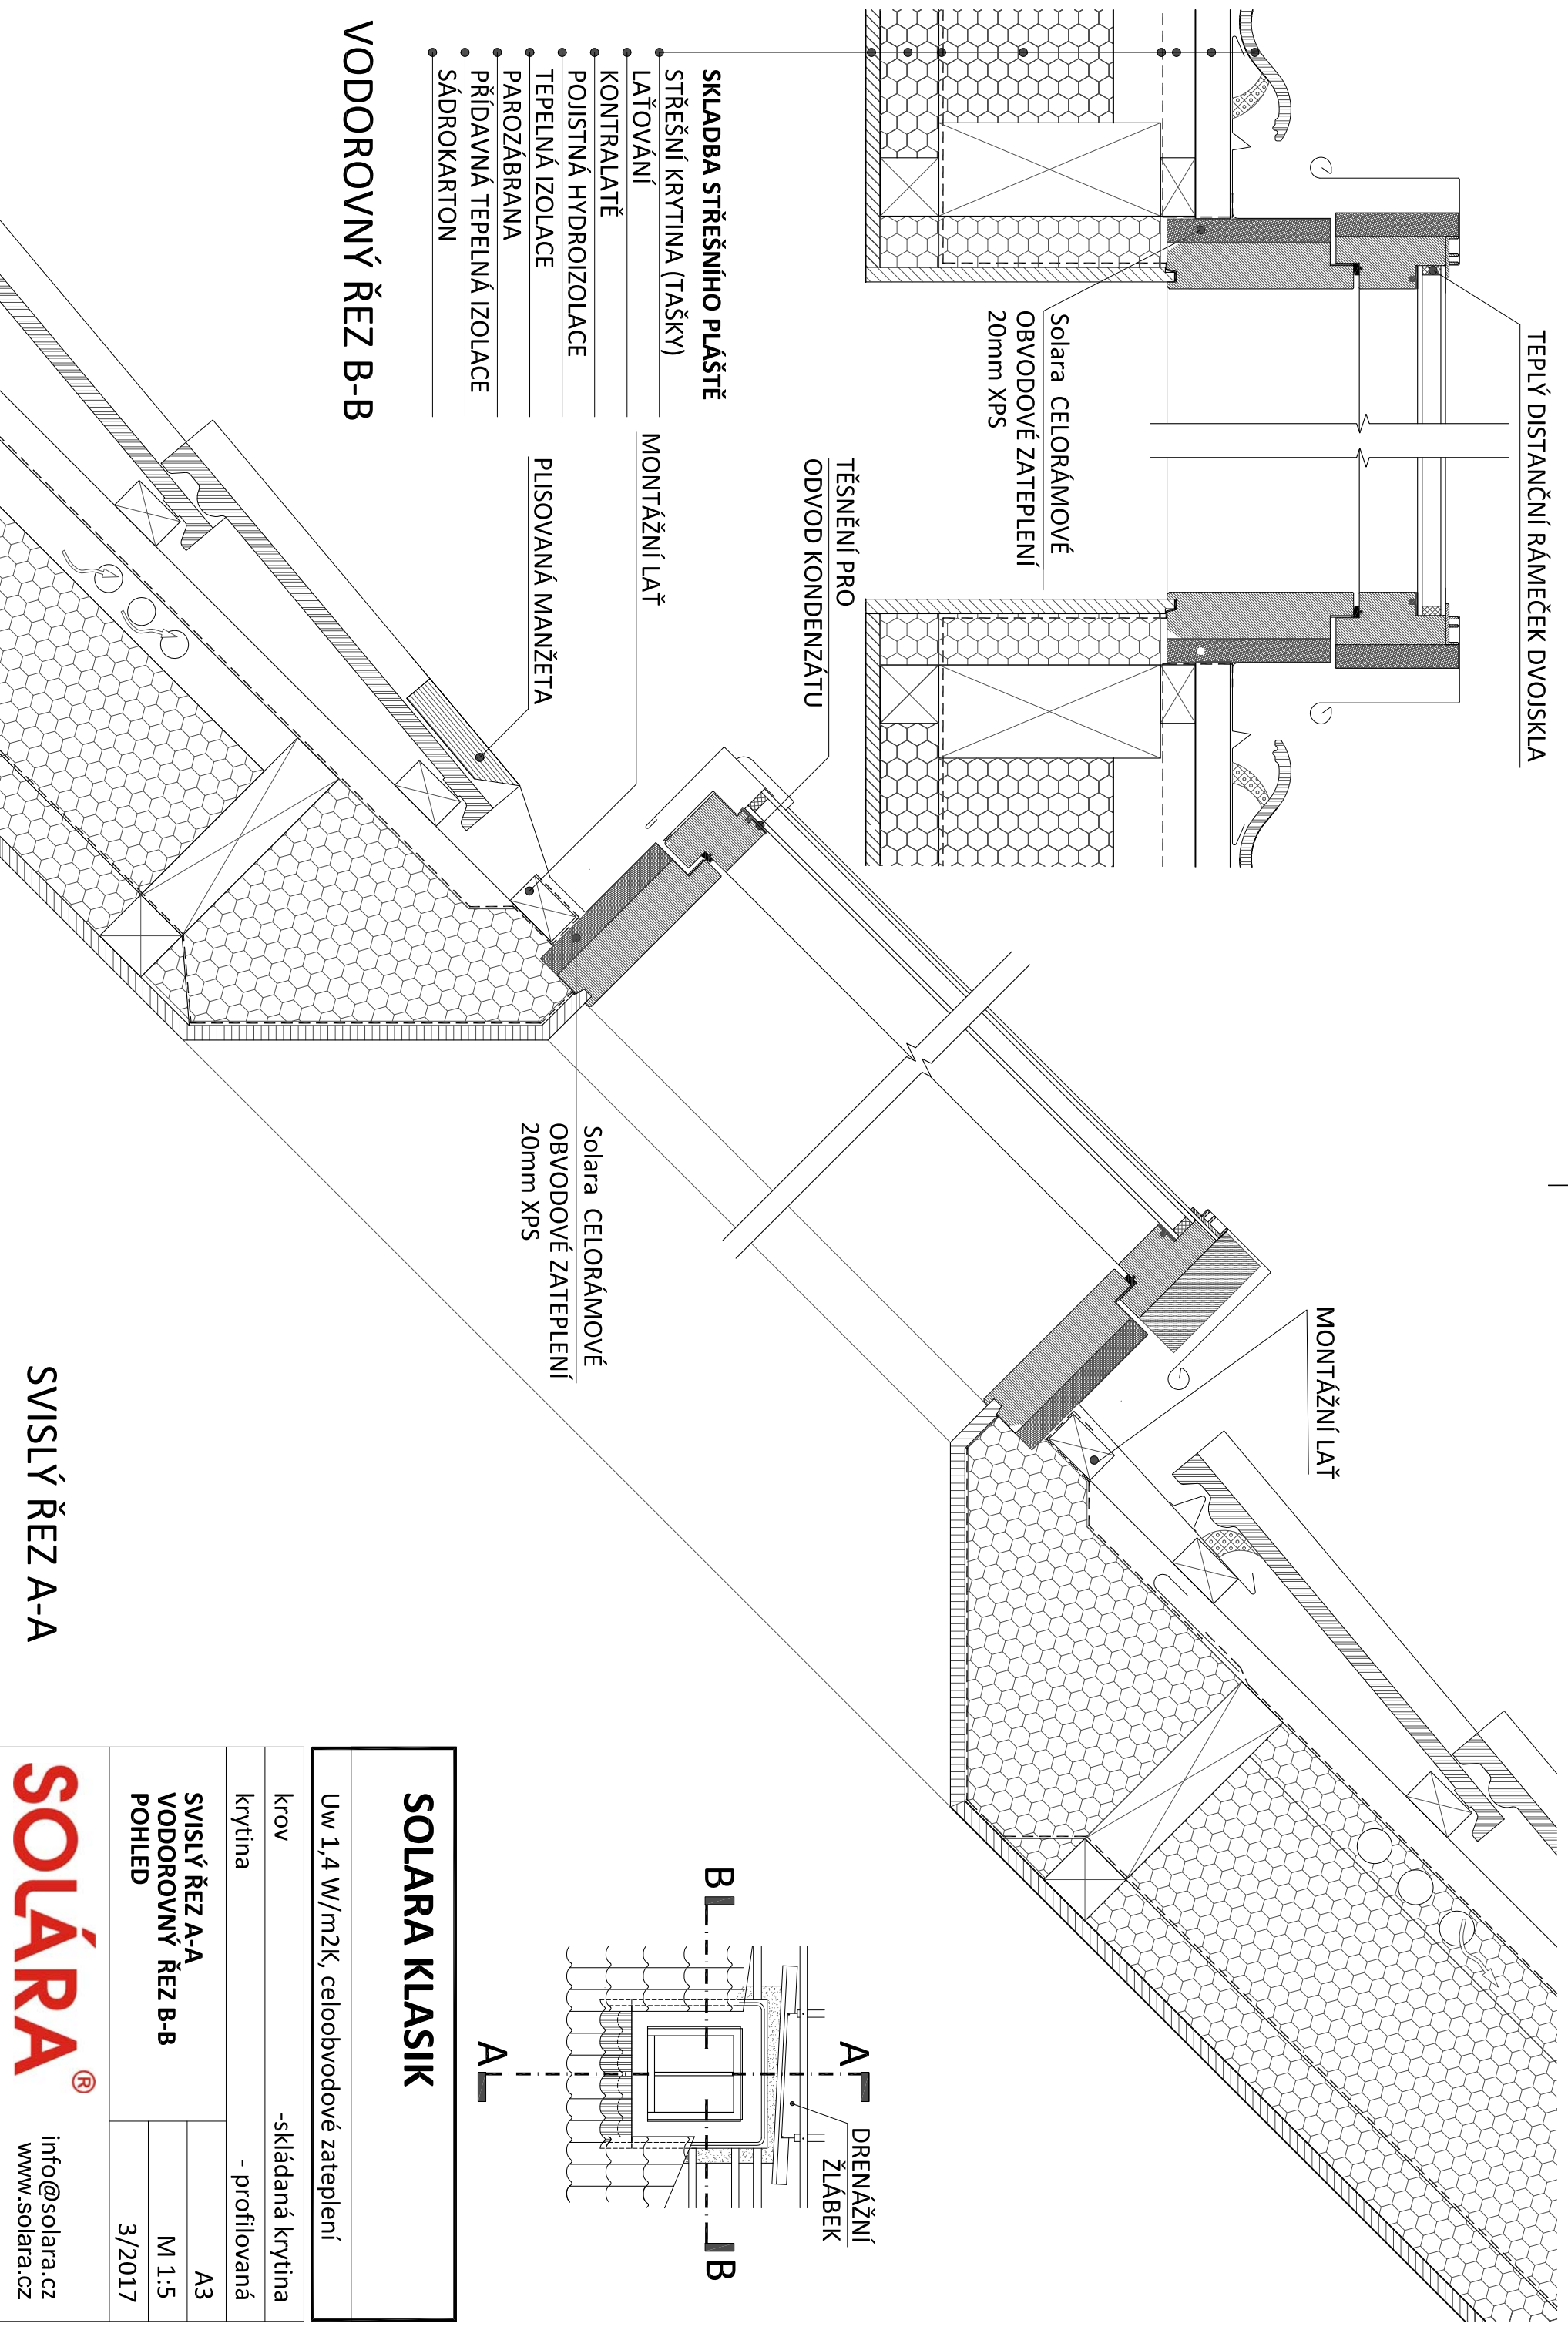 TEPLÝ DISTANČNÍ RÁMEČEK DVOJSKLA
Solara CELORÁMOVÉ
OBVODOVÉ ZATEPLENÍ
20mm XPS
SKLADBA STŘEŠNÍHO PLÁŠTĚ
STŘEŠNÍ KRYTINA (TAŠKY)
LAŤOVÁNÍ
KONTRALATĚ
POJISTNÁ HYDROIZOLACE
TEPELNÁ IZOLACE
PAROZÁBRANA
PŘÍDAVNÁ TEPELNÁ IZOLACE
SÁDROKARTON
VODOROVNÝ ŘEZ B-B
TĚSNĚNÍ PRO
ODVOD KONDENZÁTU
MONTÁŽNÍ LAŤ
PLISOVANÁ MANŽETA
Solara CELORÁMOVÉ
OBVODOVÉ ZATEPLENÍ
20mm XPS
MONTÁŽNÍ LAŤ
SVISLÝ ŘEZ A-A
A
DRENÁŽNÍ
ŽLÁBEK
B
B
A
SOLARA KLASIK
Uw 1,4 W/m2K, celoobvodové zateplení
krov -skládaná krytina
krytina - profilovaná
SVISLÝ ŘEZ A-A
VODOROVNÝ ŘEZ B-B
POHLED
A3
M 1:5
3/2017
SOLÁRA ®
info@solara.cz
www.solara.cz